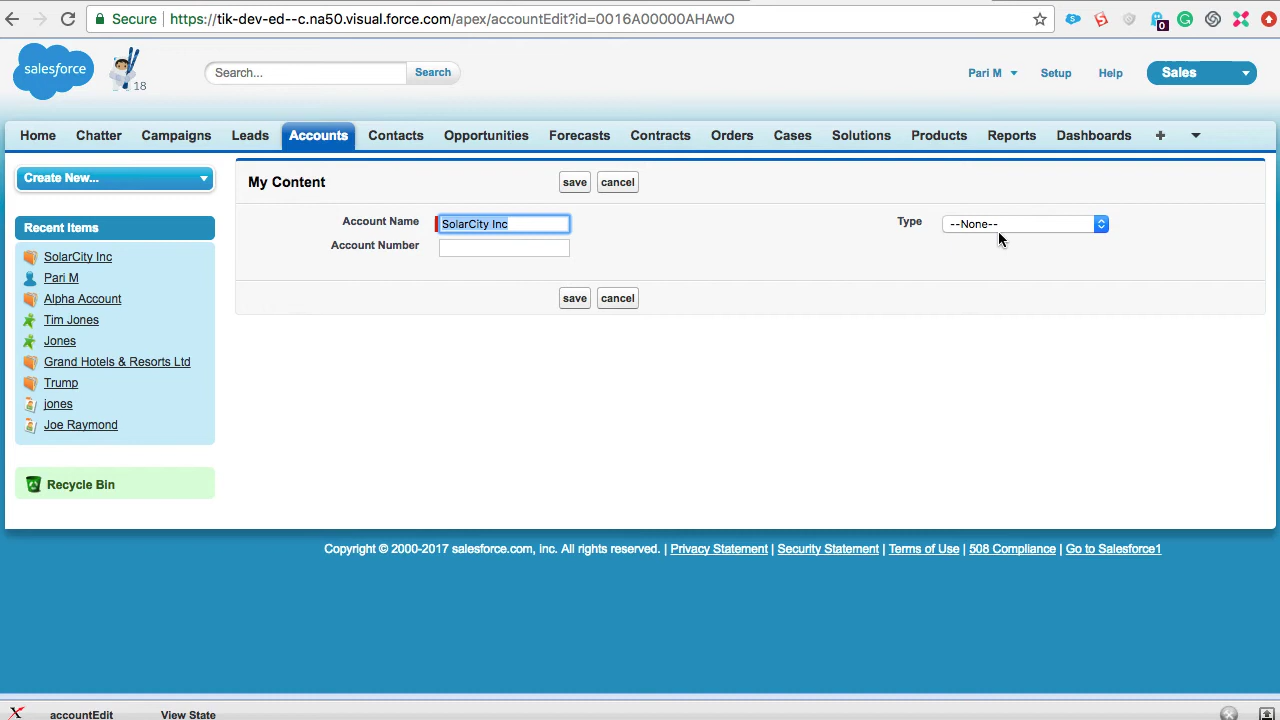 Secure | https://tik-dev-ed--c.na50.visual.force.com/apex/accountEdit?id=0016A00000AHAwO
0
salesforce
18
Search...
Search
Pari M
Setup
Help
Sales
Home
Chatter
Campaigns
Leads
Accounts
Contacts
Opportunities
Forecasts
Contracts
Orders
Cases
Solutions
Products
Reports
Dashboards
+
Create New...
Recent Items
SolarCity Inc
Pari M
Alpha Account
Tim Jones
Jones
Grand Hotels & Resorts Ltd
Trump
jones
Joe Raymond
Recycle Bin
My Content
save
cancel
Account Name
SolarCity Inc
Type
--None--
Account Number
save
cancel
Copyright © 2000-2017 salesforce.com, inc. All rights reserved. | Privacy Statement | Security Statement | Terms of Use | 508 Compliance | Go to Salesforce1
accountEdit
View State